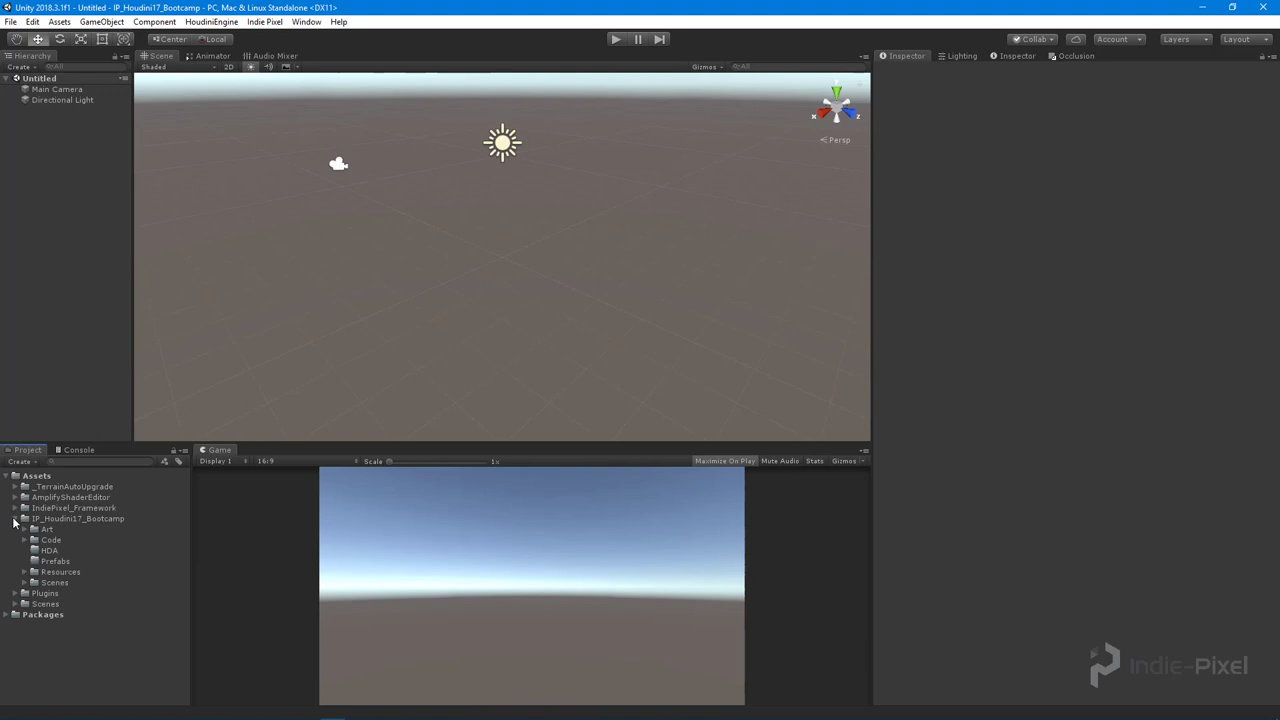 Unity 2018.3.1f1 - Untitled - IP_Houdini17_Bootcamp - PC, Mac & Linux Standalone <DX11>
File Edit Assets GameObject Component HoudiniEngine Indie Pixel Window Help
Center Local Collab Account Layers Layout
Hierarchy Scene Animator Audio Mixer Inspector Lighting Inspector Occlusion
Create All Shaded 2D Gizmos All
Untitled
Main Camera
Directional Light
x z
Persp
Project Console Game
Create Display 1 16:9 Scale 1x Maximize On Play Mute Audio Stats Gizmos
Assets
_TerrainAutoUpgrade
AmplifyShaderEditor
IndiePixel_Framework
IP_Houdini17_Bootcamp
Art
Code
HDA
Prefabs
Resources
Scenes
Plugins
Scenes
Packages
Indie-Pixel